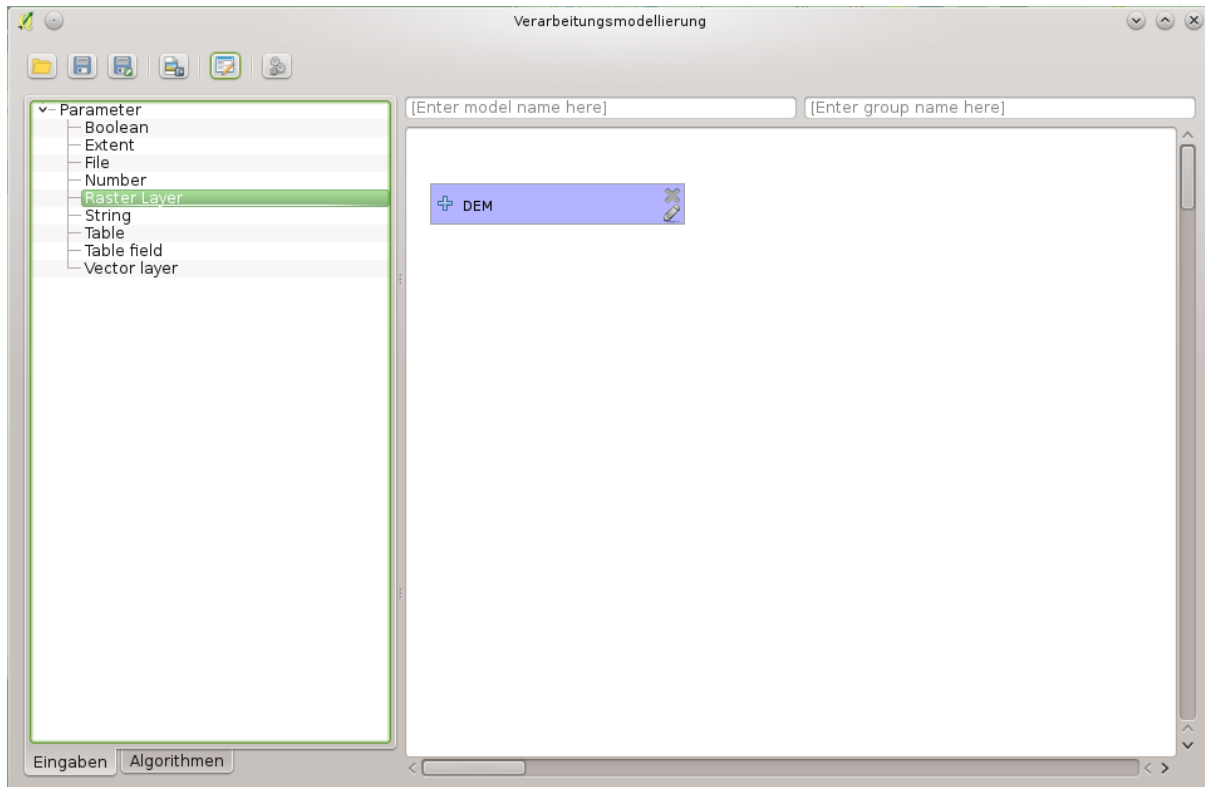 Verarbeitungsmodellierung
Parameter
Boolean
Extent
File
Number
Raster Layer
String
Table
Table field
Vector layer
[Enter model name here]
[Enter group name here]
DEM
Eingaben
Algorithmen